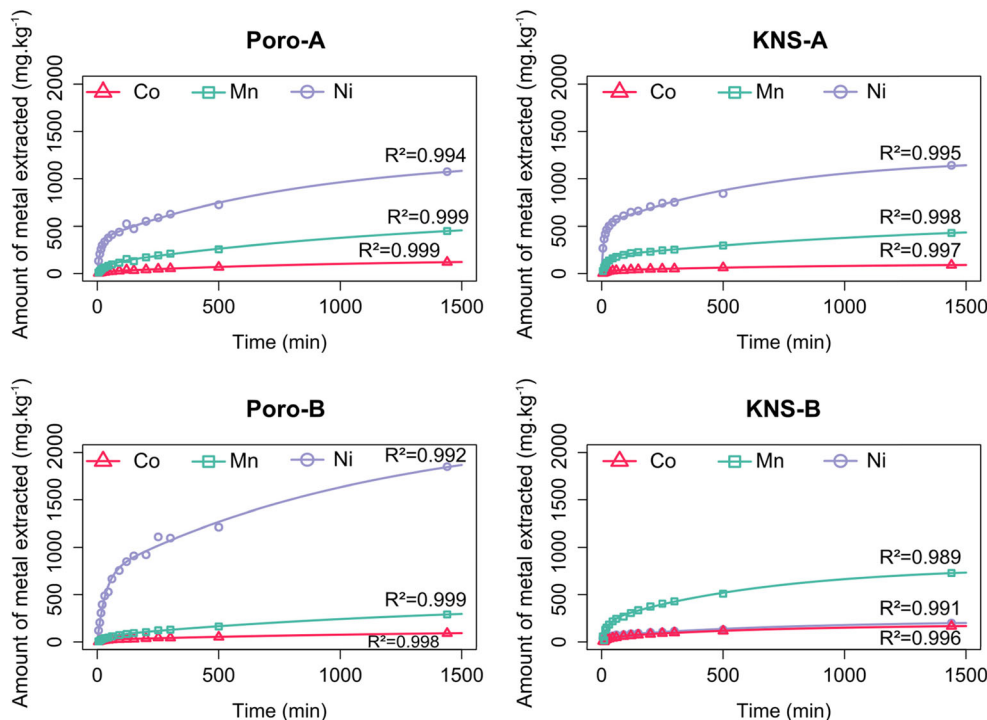 Poro-A
Amount of metal extracted (mg.kg⁻¹)
2000
1500
1000
500
0
Co Mn Ni
R²=0.994
R²=0.999
R²=0.999
0 500 1000 1500
Time (min)
KNS-A
Amount of metal extracted (mg.kg⁻¹)
2000
1500
1000
500
0
Co Mn Ni
R²=0.995
R²=0.998
R²=0.997
0 500 1000 1500
Time (min)
Poro-B
Amount of metal extracted (mg.kg⁻¹)
2000
1500
1000
500
0
Co Mn Ni
R²=0.992
R²=0.999
R²=0.998
0 500 1000 1500
Time (min)
KNS-B
Amount of metal extracted (mg.kg⁻¹)
2000
1500
1000
500
0
Co Mn Ni
R²=0.989
R²=0.991
R²=0.996
0 500 1000 1500
Time (min)